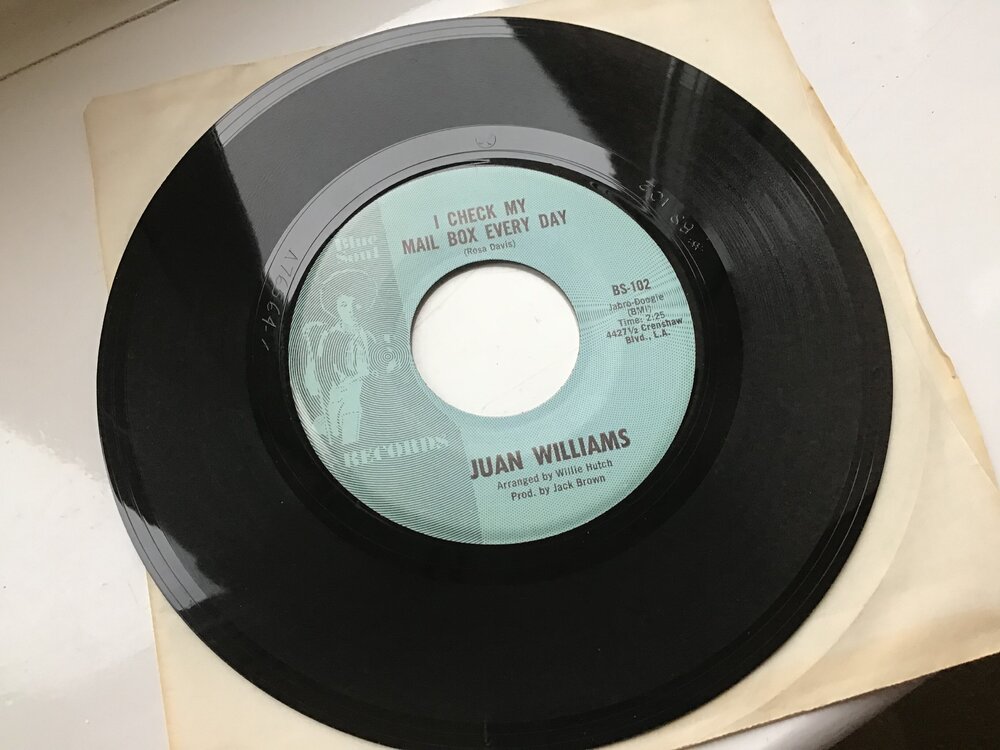 I CHECK MY
MAIL BOX EVERY DAY
(Rosa Davis)
Blue
Soul
BS-102
Jabro-Doogie
(BMI)
Time: 2:25
4427½ Crenshaw
Blvd., L.A.
RECORDS
JUAN WILLIAMS
Arranged by Willie Hutch
Prod. by Jack Brown